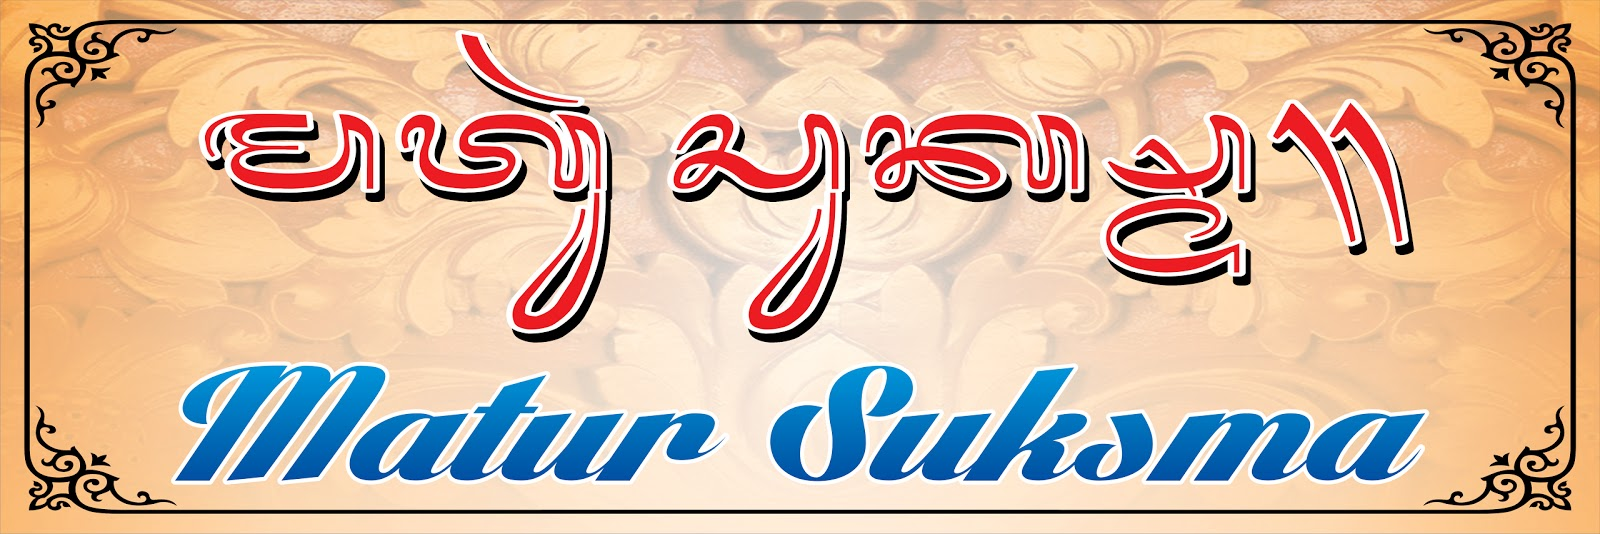 ᬫᬢᬸᬃ ᬲᬸᬓ᭄ᬲ᭄ᬫ᭟
Matur Suksma